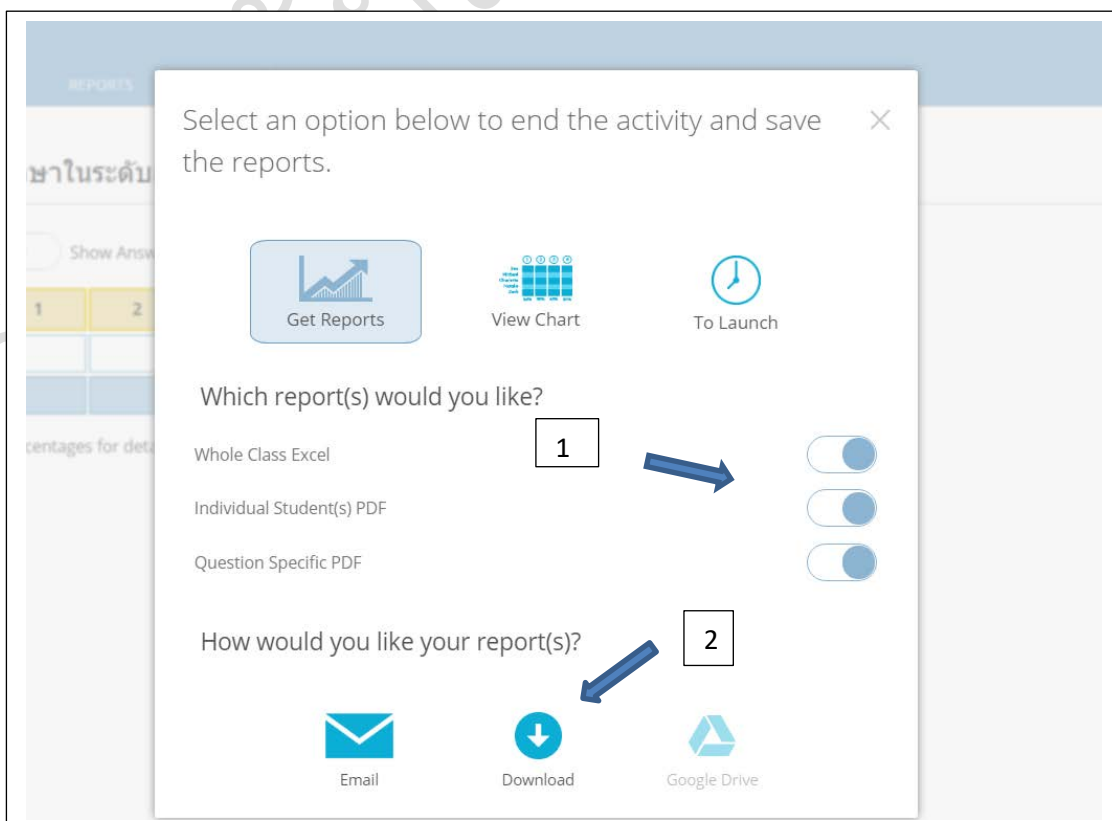 REPORTS
Select an option below to end the activity and save
the reports.
ษาในระดับ
Show Answ
1 2
centages for deta
Get Reports
View Chart
To Launch
Which report(s) would you like?
1
Whole Class Excel
Individual Student(s) PDF
Question Specific PDF
How would you like your report(s)?
2
Email
Download
Google Drive